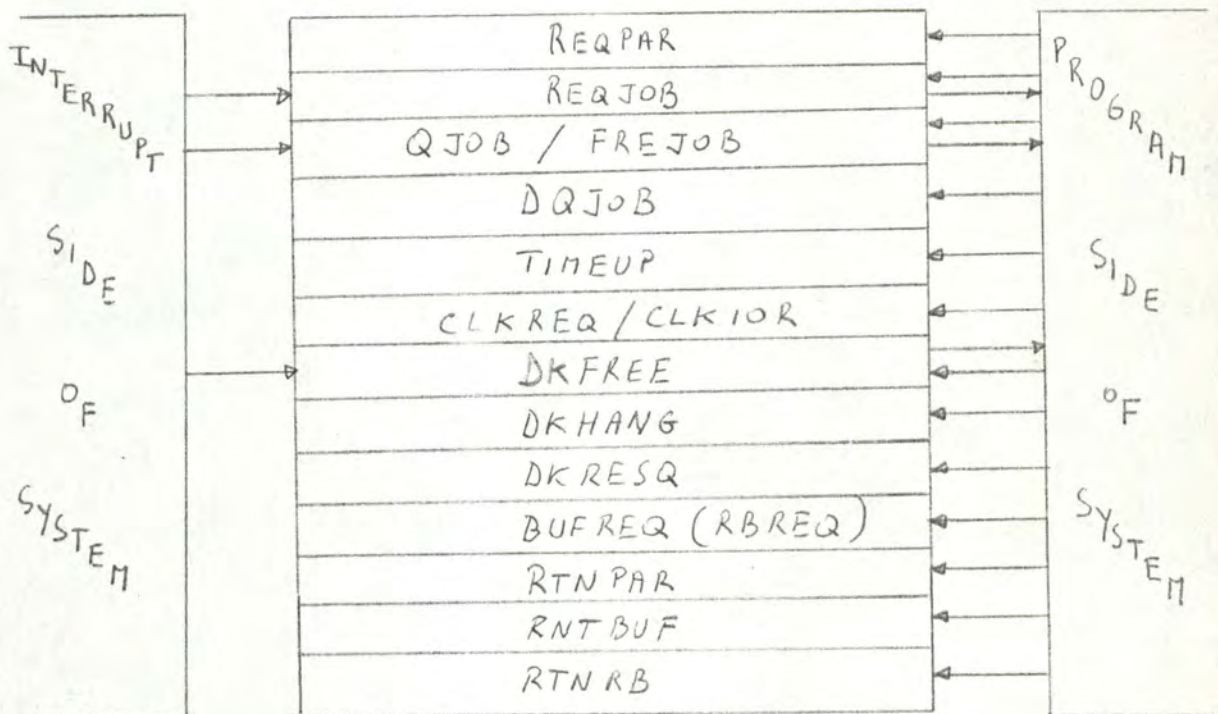 INTERRUPT
SIDE
OF
SYSTEM
REQPAR
REQJOB
QJOB / FREJOB
DQJOB
TIMEUP
CLKREQ / CLKIOR
DKFREE
DKHANG
DKRESQ
BUFREQ (RBREQ)
RTNPAR
RNTBUF
RTNRB
PROGRAM
SIDE
OF
SYSTEM